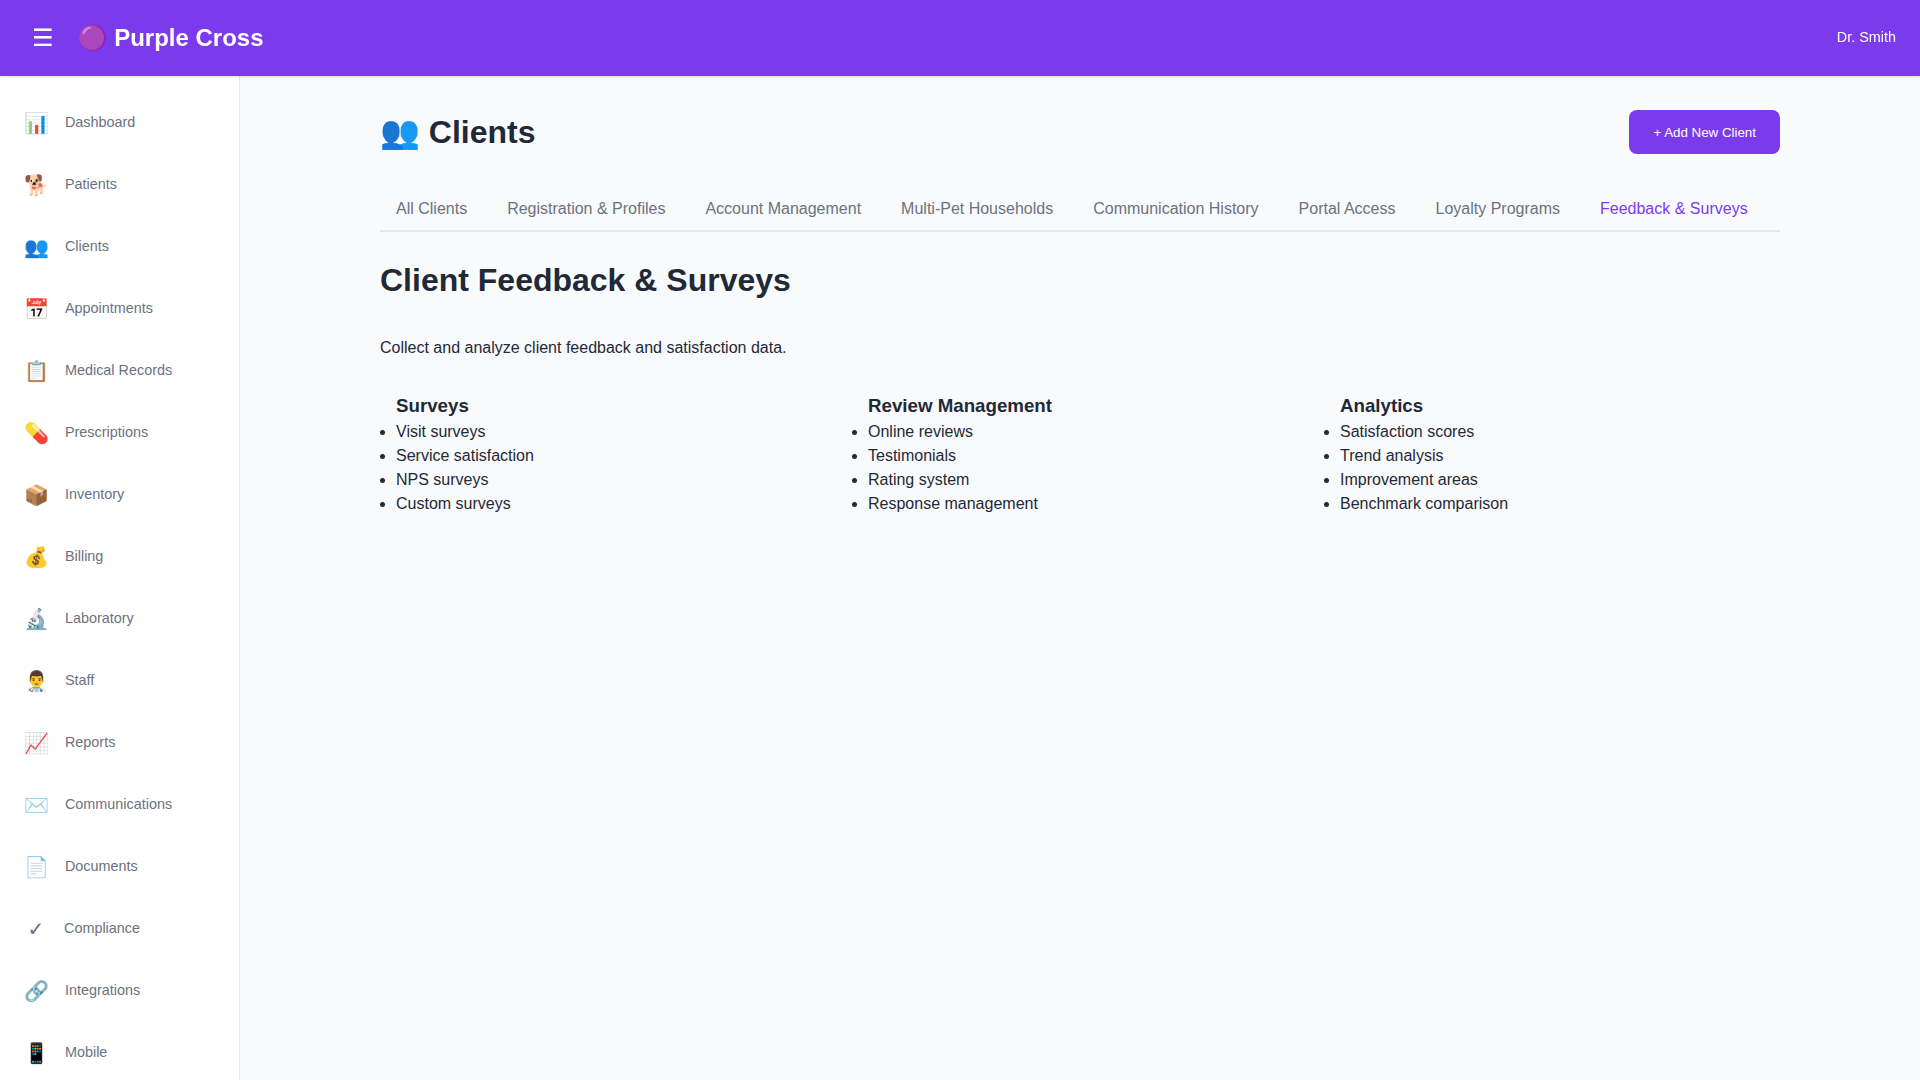 ☰ 🟣 Purple Cross
Dr. Smith
Dashboard
Patients
Clients
Appointments
Medical Records
Prescriptions
Inventory
Billing
Laboratory
Staff
Reports
Communications
Documents
✓ Compliance
Integrations
Mobile
👥 Clients
+ Add New Client
All Clients Registration & Profiles Account Management Multi-Pet Households Communication History Portal Access Loyalty Programs Feedback & Surveys
Client Feedback & Surveys
Collect and analyze client feedback and satisfaction data.
Surveys
• Visit surveys
• Service satisfaction
• NPS surveys
• Custom surveys
Review Management
• Online reviews
• Testimonials
• Rating system
• Response management
Analytics
• Satisfaction scores
• Trend analysis
• Improvement areas
• Benchmark comparison